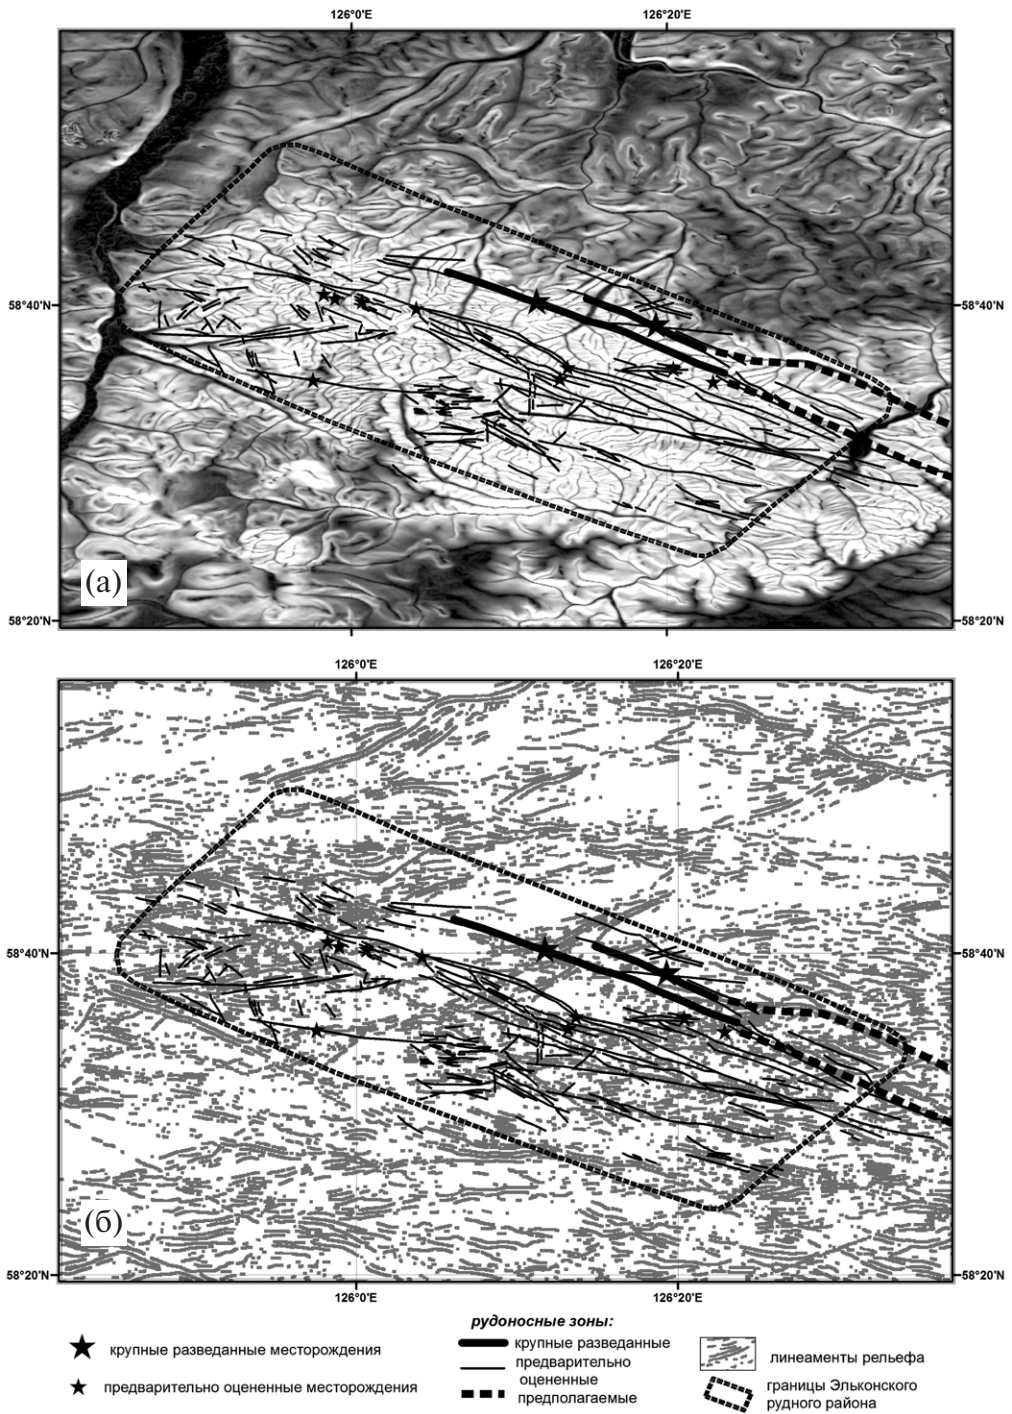 126°0'E 126°20'E
58°40'N 58°40'N
(а)
58°20'N 58°20'N
126°0'E 126°20'E
58°40'N 58°40'N
(б)
58°20'N 58°20'N
126°0'E 126°20'E
рудоносные зоны:
крупные разведанные месторождения
предварительно оцененные месторождения
крупные разведанные
предварительно
оцененные
предполагаемые
линеаменты рельефа
границы Эльконского
рудного района